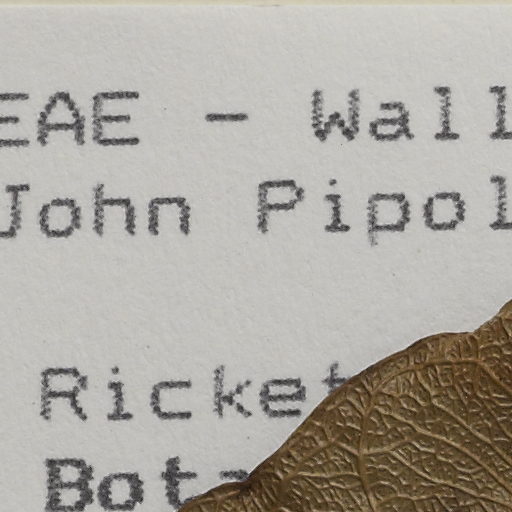 EAE - Wall
John Pipol
Ricket
Bot